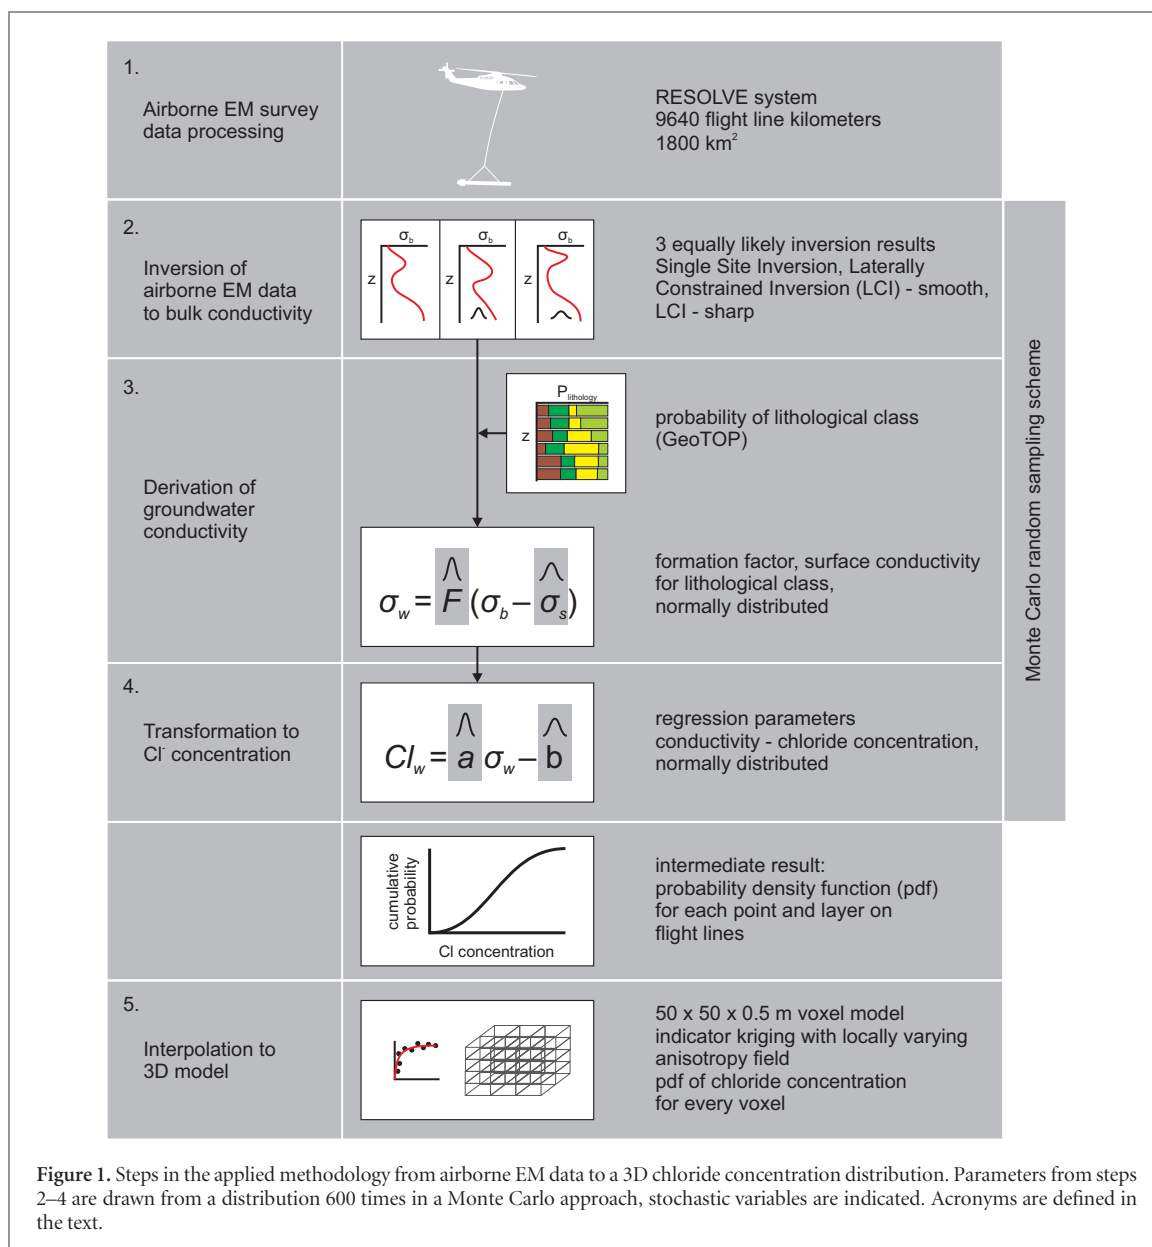 1.
Airborne EM survey
data processing
RESOLVE system
9640 flight line kilometers
1800 km²
2.
Inversion of
airborne EM data
to bulk conductivity
σb
z
σb
z
σb
z
3 equally likely inversion results
Single Site Inversion, Laterally
Constrained Inversion (LCI) - smooth,
LCI - sharp
3.
Derivation of
groundwater
conductivity
Plithology
z
probability of lithological class
(GeoTOP)
σw = F (σb – σs)
formation factor, surface conductivity
for lithological class,
normally distributed
4.
Transformation to
Cl⁻ concentration
Clw = a σw – b
regression parameters
conductivity - chloride concentration,
normally distributed
Monte Carlo random sampling scheme
cumulative
probability
Cl concentration
intermediate result:
probability density function (pdf)
for each point and layer on
flight lines
5.
Interpolation to
3D model
50 x 50 x 0.5 m voxel model
indicator kriging with locally varying
anisotropy field
pdf of chloride concentration
for every voxel
Figure 1. Steps in the applied methodology from airborne EM data to a 3D chloride concentration distribution. Parameters from steps
2–4 are drawn from a distribution 600 times in a Monte Carlo approach, stochastic variables are indicated. Acronyms are defined in
the text.